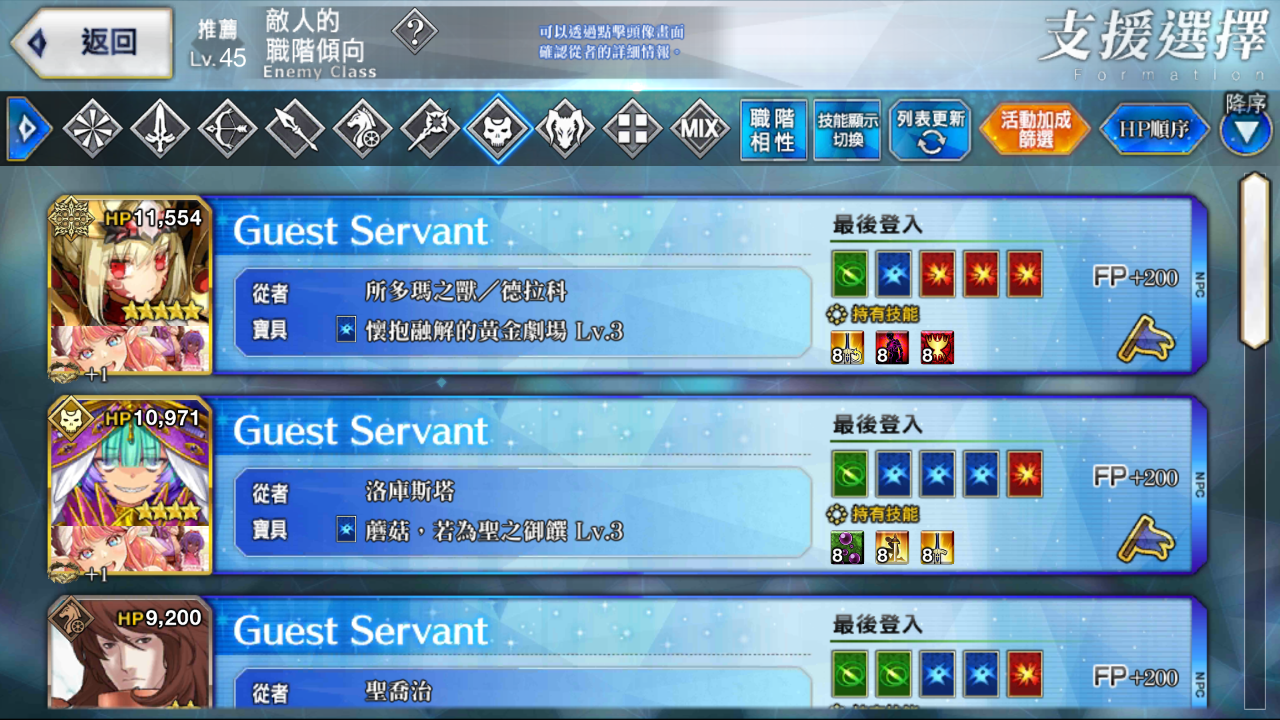 返回
推薦
Lv.45
敵人的
職階傾向
Enemy Class
?
可以透過點擊頭像畫面
確認從者的詳細情報。
支援選擇
Formation
MIX
職階
相性
技能顯示
切換
列表更新
活動加成
篩選
HP順序
降序
HP11,554
+1
Guest Servant
從者 所多瑪之獸／德拉科
寶具 懷抱融解的黃金劇場 Lv.3
最後登入
持有技能
8 8 8
FP+200
NPC
HP10,971
+1
Guest Servant
從者 洛庫斯塔
寶具 蘑菇，若為聖之御饌 Lv.3
最後登入
持有技能
8 8 8
FP+200
NPC
HP9,200
Guest Servant
從者 聖喬治
最後登入
FP+200
NPC